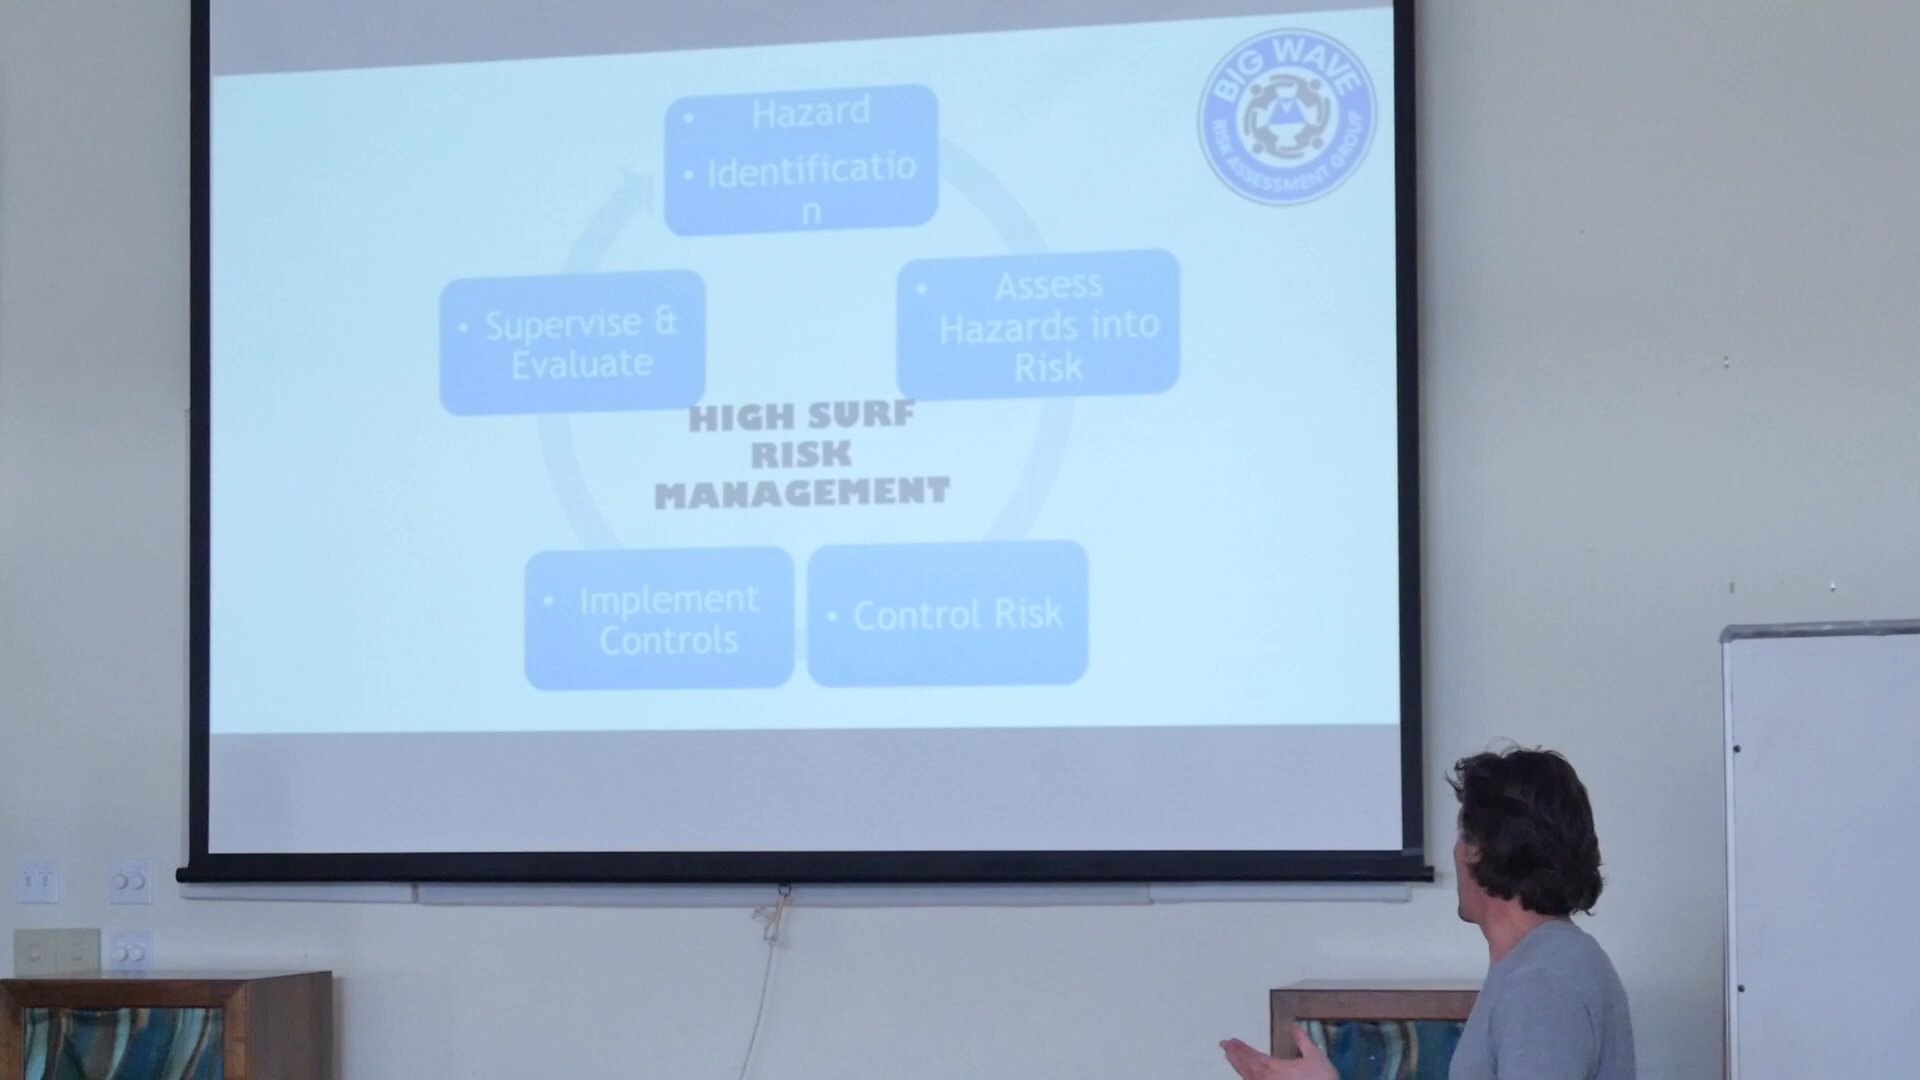 BIG WAVE
RISK ASSESSMENT GROUP
• Hazard
• Identificatio
n
• Assess
Hazards into
Risk
• Supervise &
Evaluate
HIGH SURF
RISK
MANAGEMENT
• Implement
Controls
• Control Risk